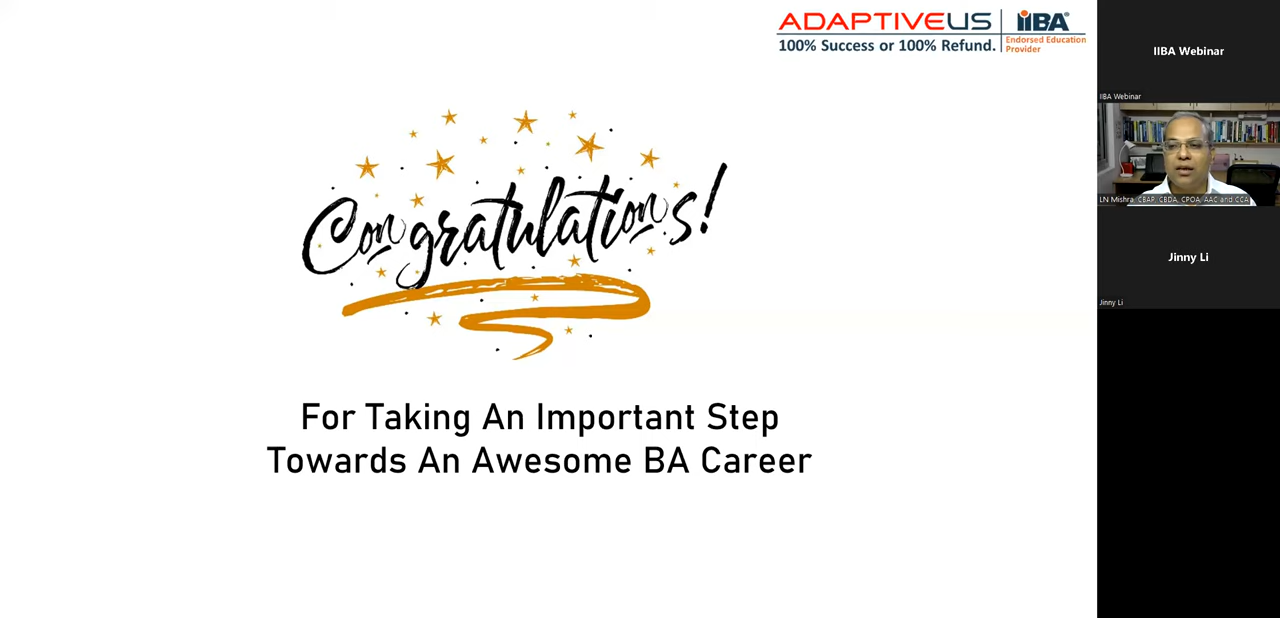 ADAPTIVEUS
100% Success or 100% Refund.
IIBA®
Endorsed Education
Provider
Congratulations!
For Taking An Important Step
Towards An Awesome BA Career
IIBA Webinar
IIBA Webinar
LN Mishra, CBAP, CBDA, CPOA, AAC and CCA
Jinny Li
Jinny Li